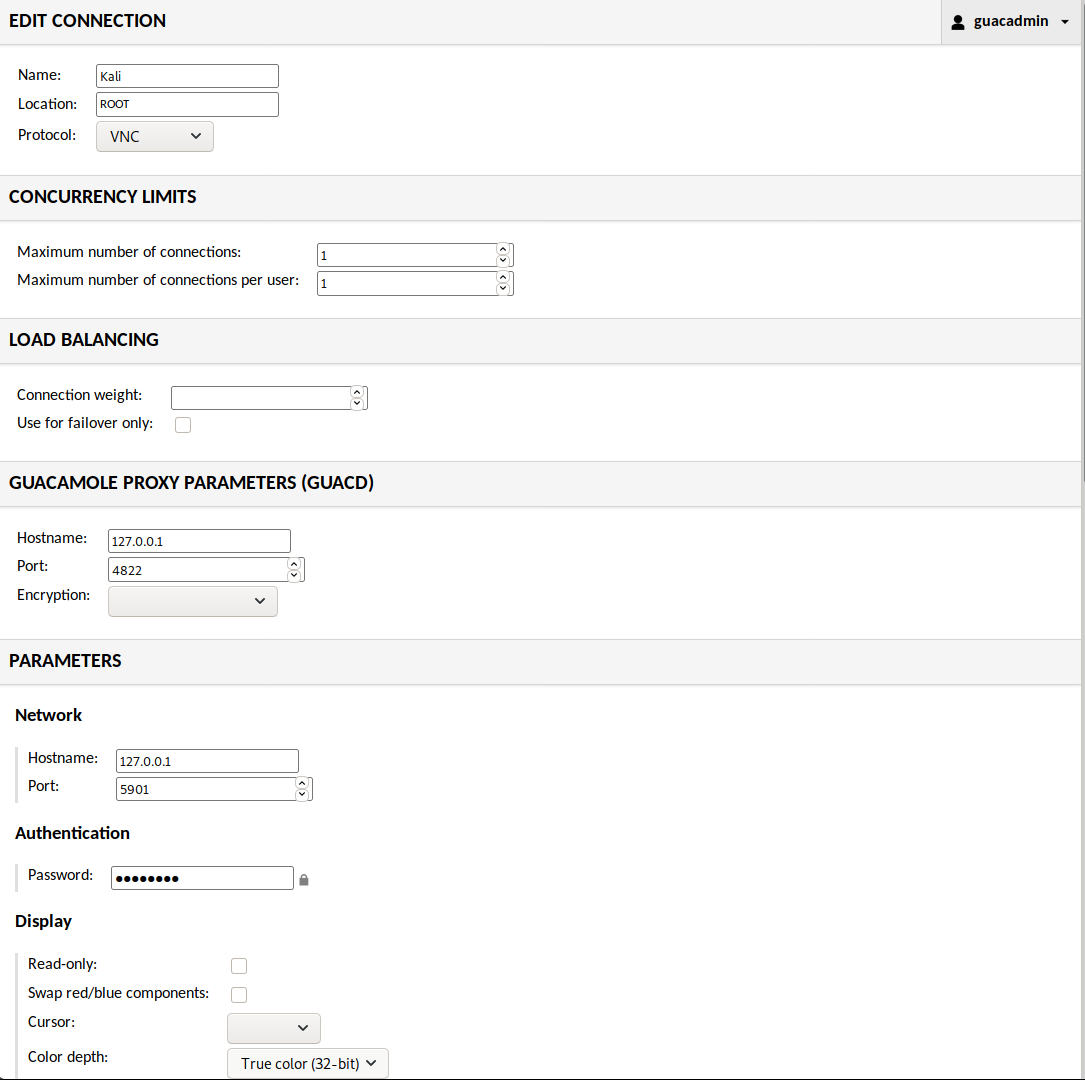 EDIT CONNECTION
guacadmin
Name: Kali
Location: ROOT
Protocol: VNC
CONCURRENCY LIMITS
Maximum number of connections: 1
Maximum number of connections per user: 1
LOAD BALANCING
Connection weight:
Use for failover only:
GUACAMOLE PROXY PARAMETERS (GUACD)
Hostname: 127.0.0.1
Port: 4822
Encryption:
PARAMETERS
Network
Hostname: 127.0.0.1
Port: 5901
Authentication
Password: ●●●●●●●●
Display
Read-only:
Swap red/blue components:
Cursor:
Color depth: True color (32-bit)